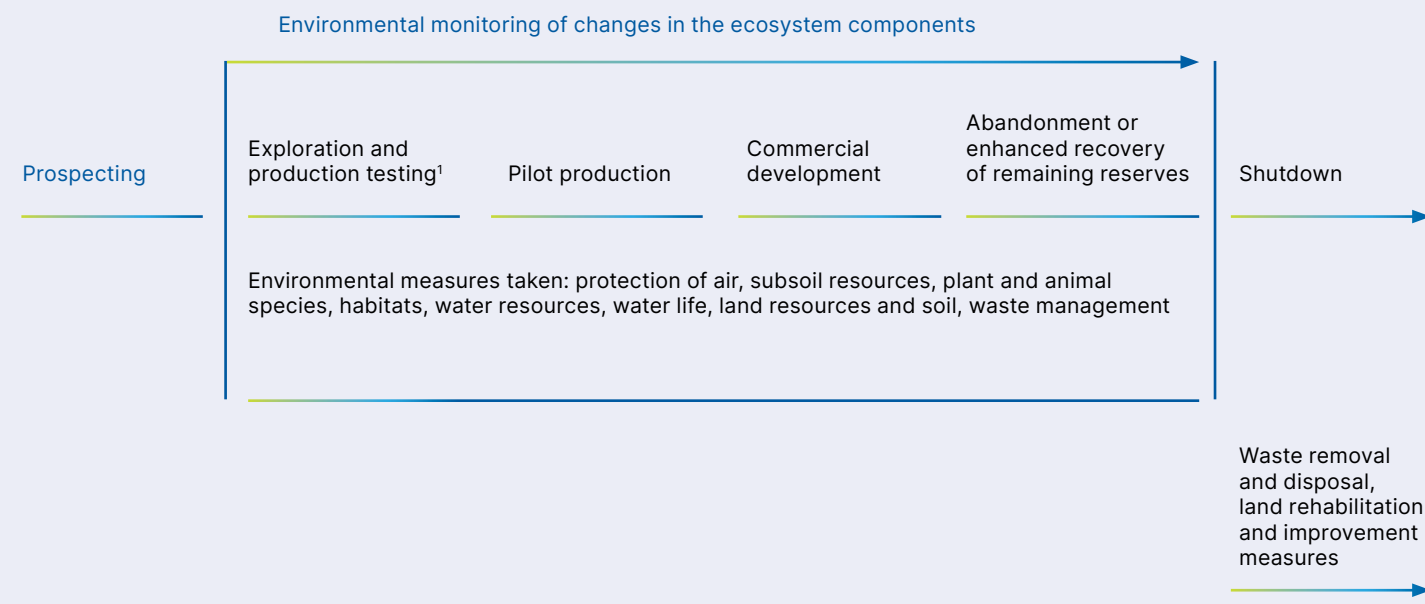 Environmental monitoring of changes in the ecosystem components
Prospecting
Exploration and
production testing¹
Pilot production
Commercial
development
Abandonment or
enhanced recovery
of remaining reserves
Shutdown
Environmental measures taken: protection of air, subsoil resources, plant and animal
species, habitats, water resources, water life, land resources and soil, waste management
Waste removal
and disposal,
land rehabilitation
and improvement
measures